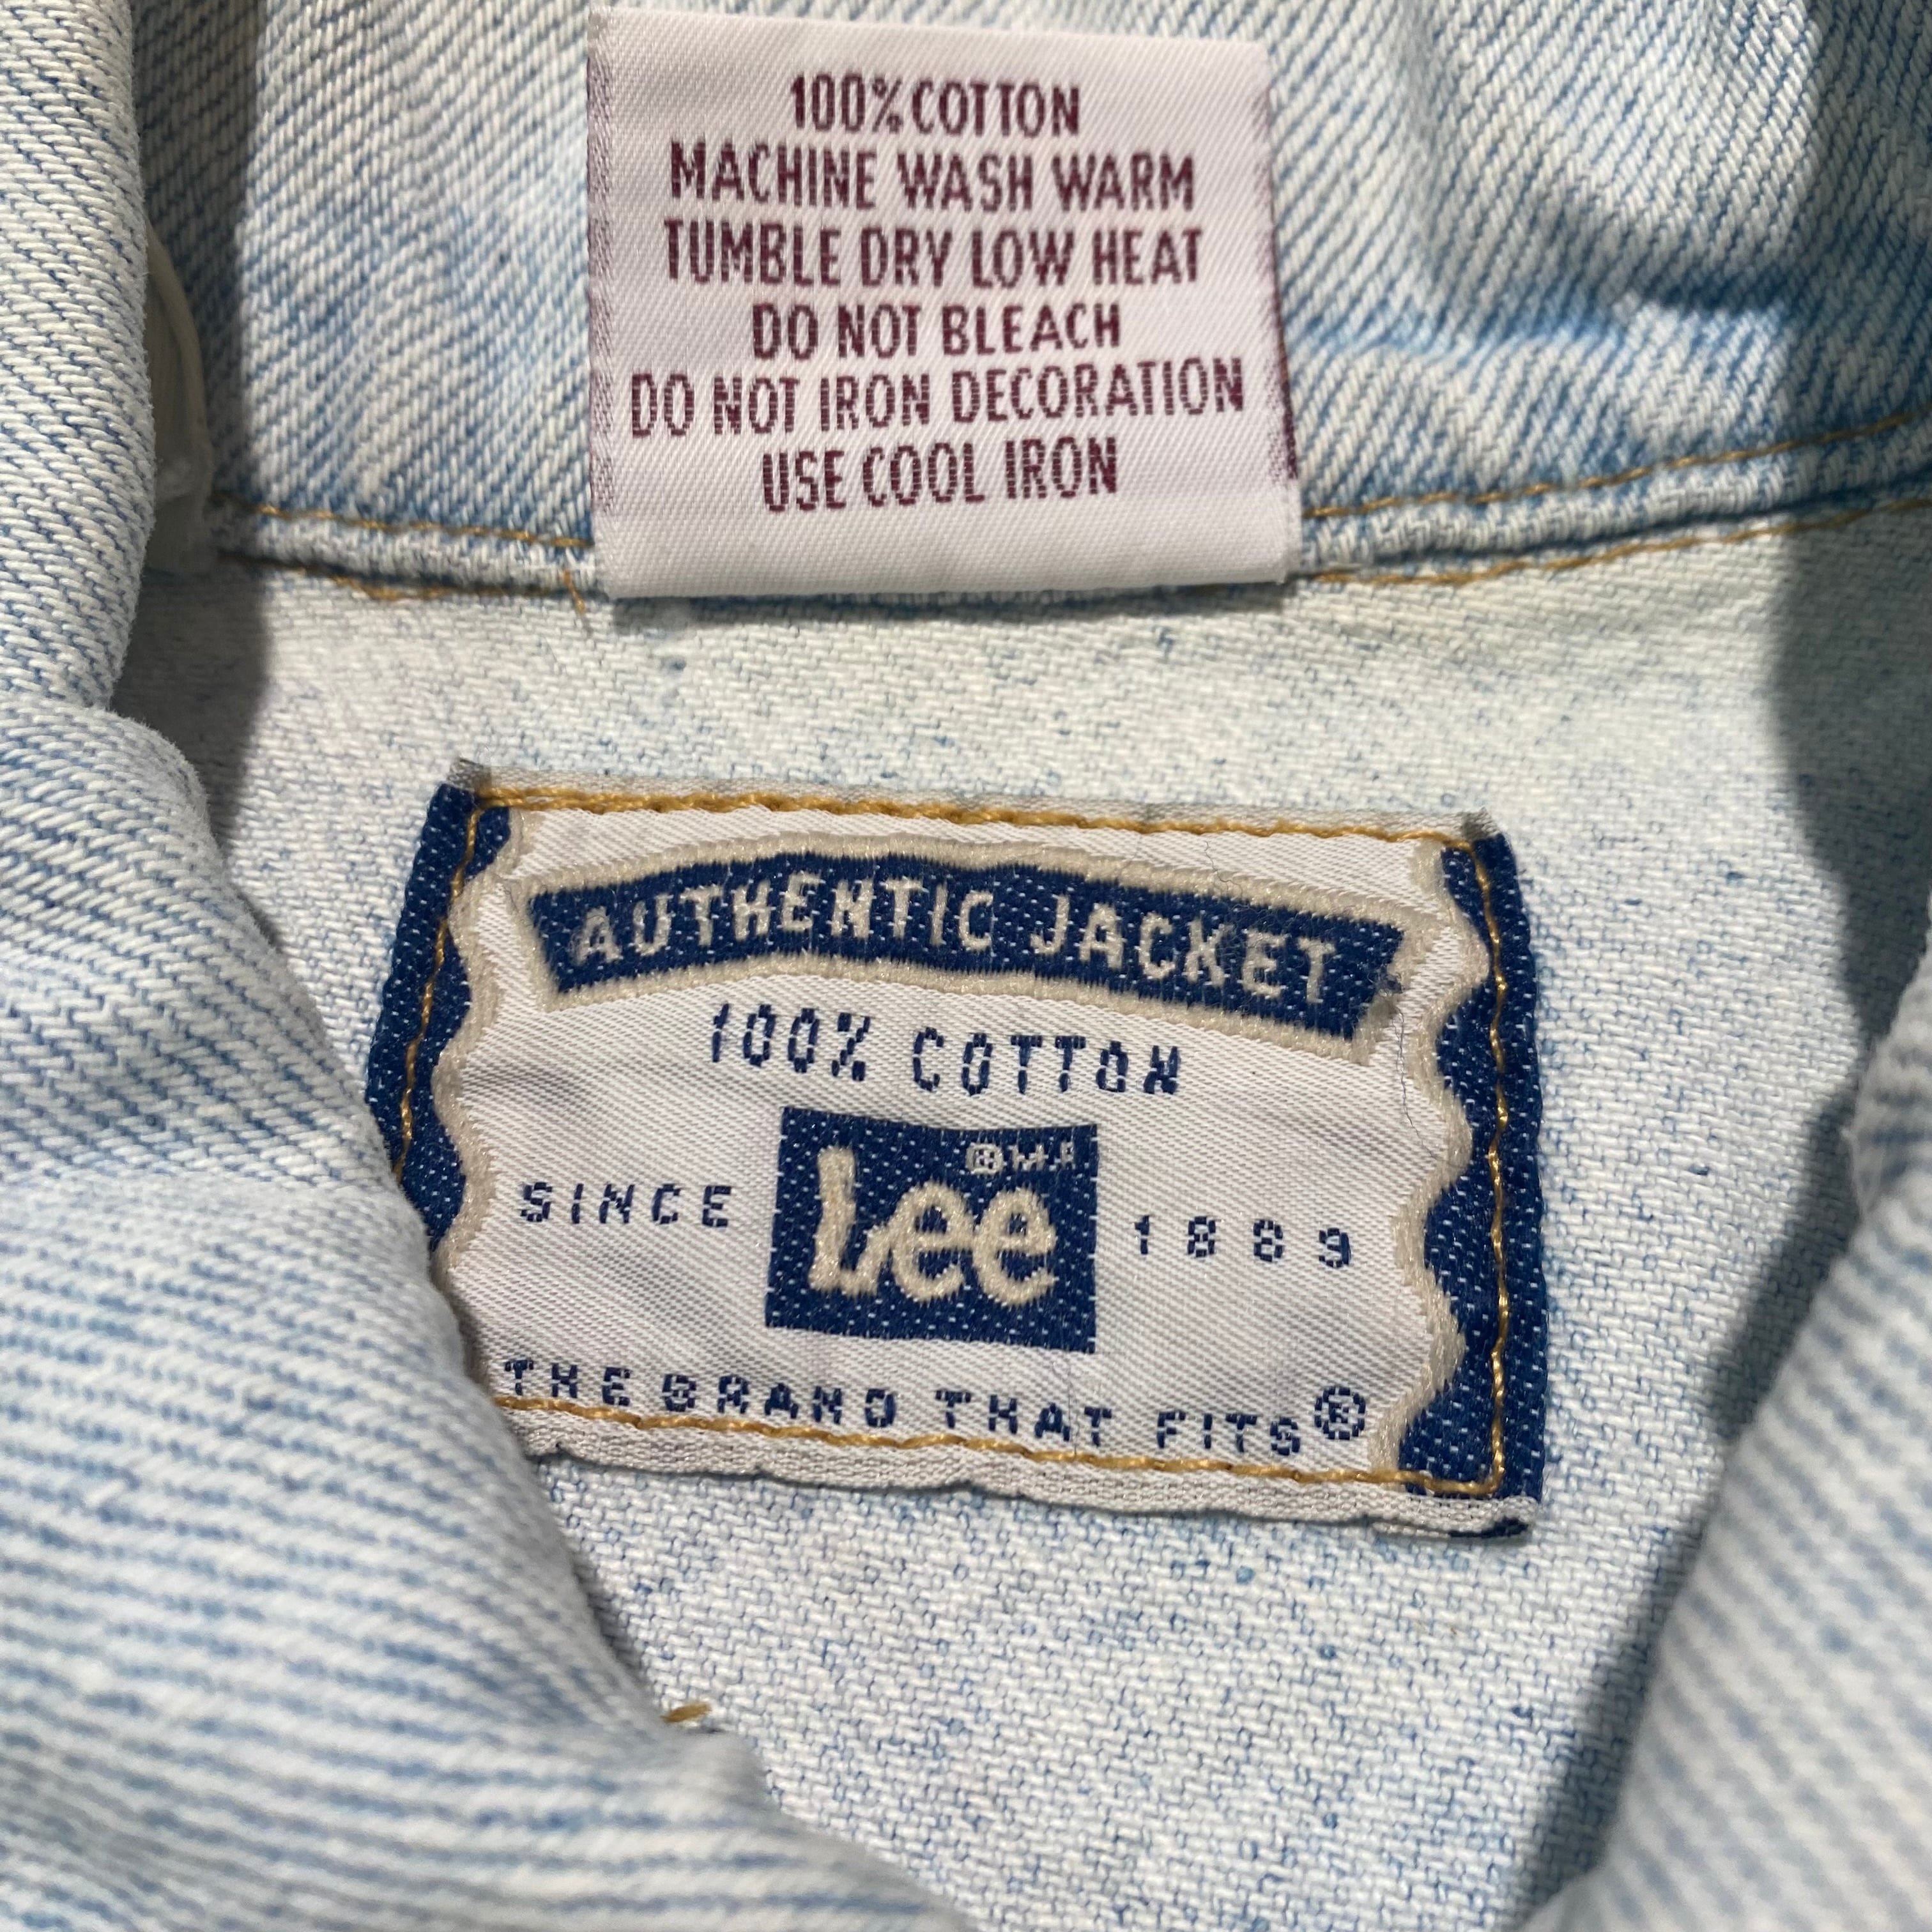 100% COTTON
MACHINE WASH WARM
TUMBLE DRY LOW HEAT
DO NOT BLEACH
DO NOT IRON DECORATION
USE COOL IRON
AUTHENTIC JACKET
100% COTTON
® M.R.
Lee
SINCE 1889
THE BRAND THAT FITS®